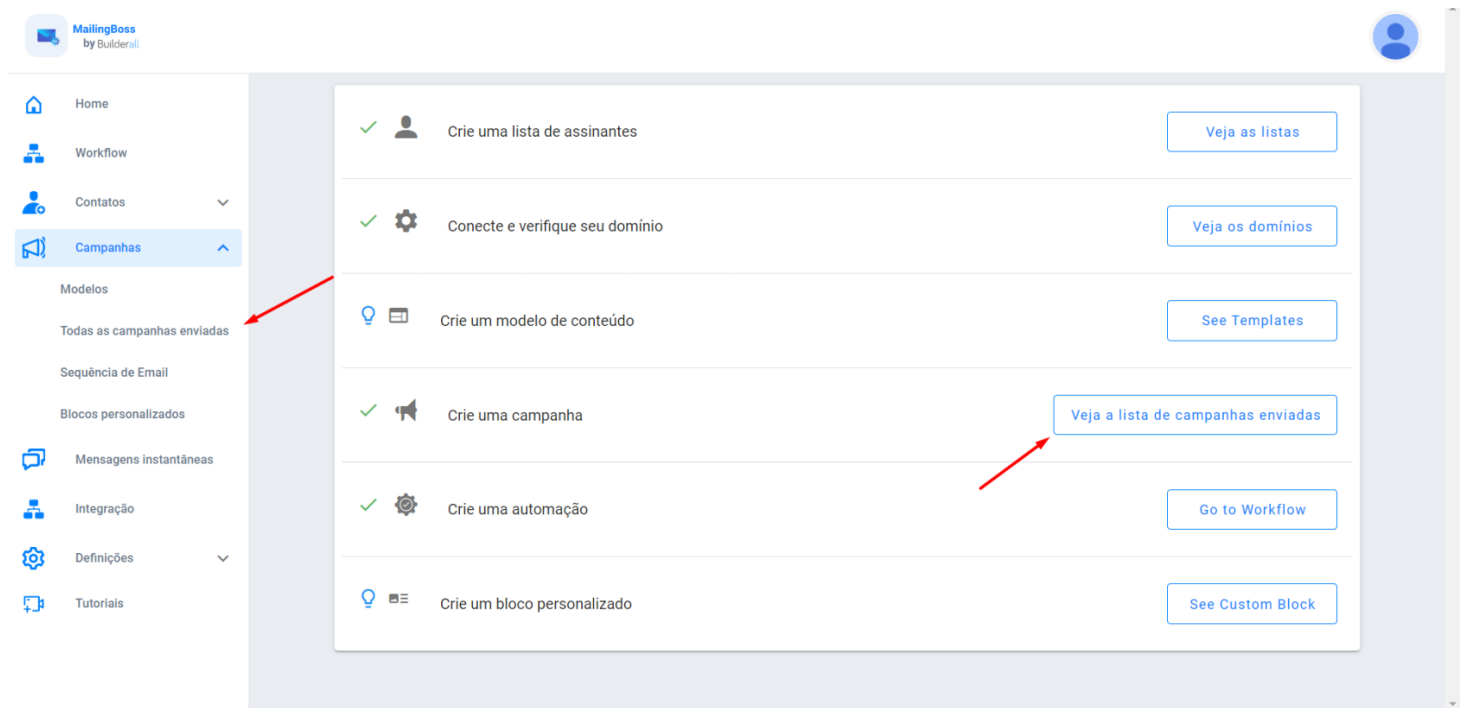 MailingBoss
by Builderall
Home
Workflow
Contatos
Campanhas
Modelos
Todas as campanhas enviadas
Sequência de Email
Blocos personalizados
Mensagens instantâneas
Integração
Definições
Tutoriais
Crie uma lista de assinantes
Veja as listas
Conecte e verifique seu domínio
Veja os domínios
Crie um modelo de conteúdo
See Templates
Crie uma campanha
Veja a lista de campanhas enviadas
Crie uma automação
Go to Workflow
Crie um bloco personalizado
See Custom Block